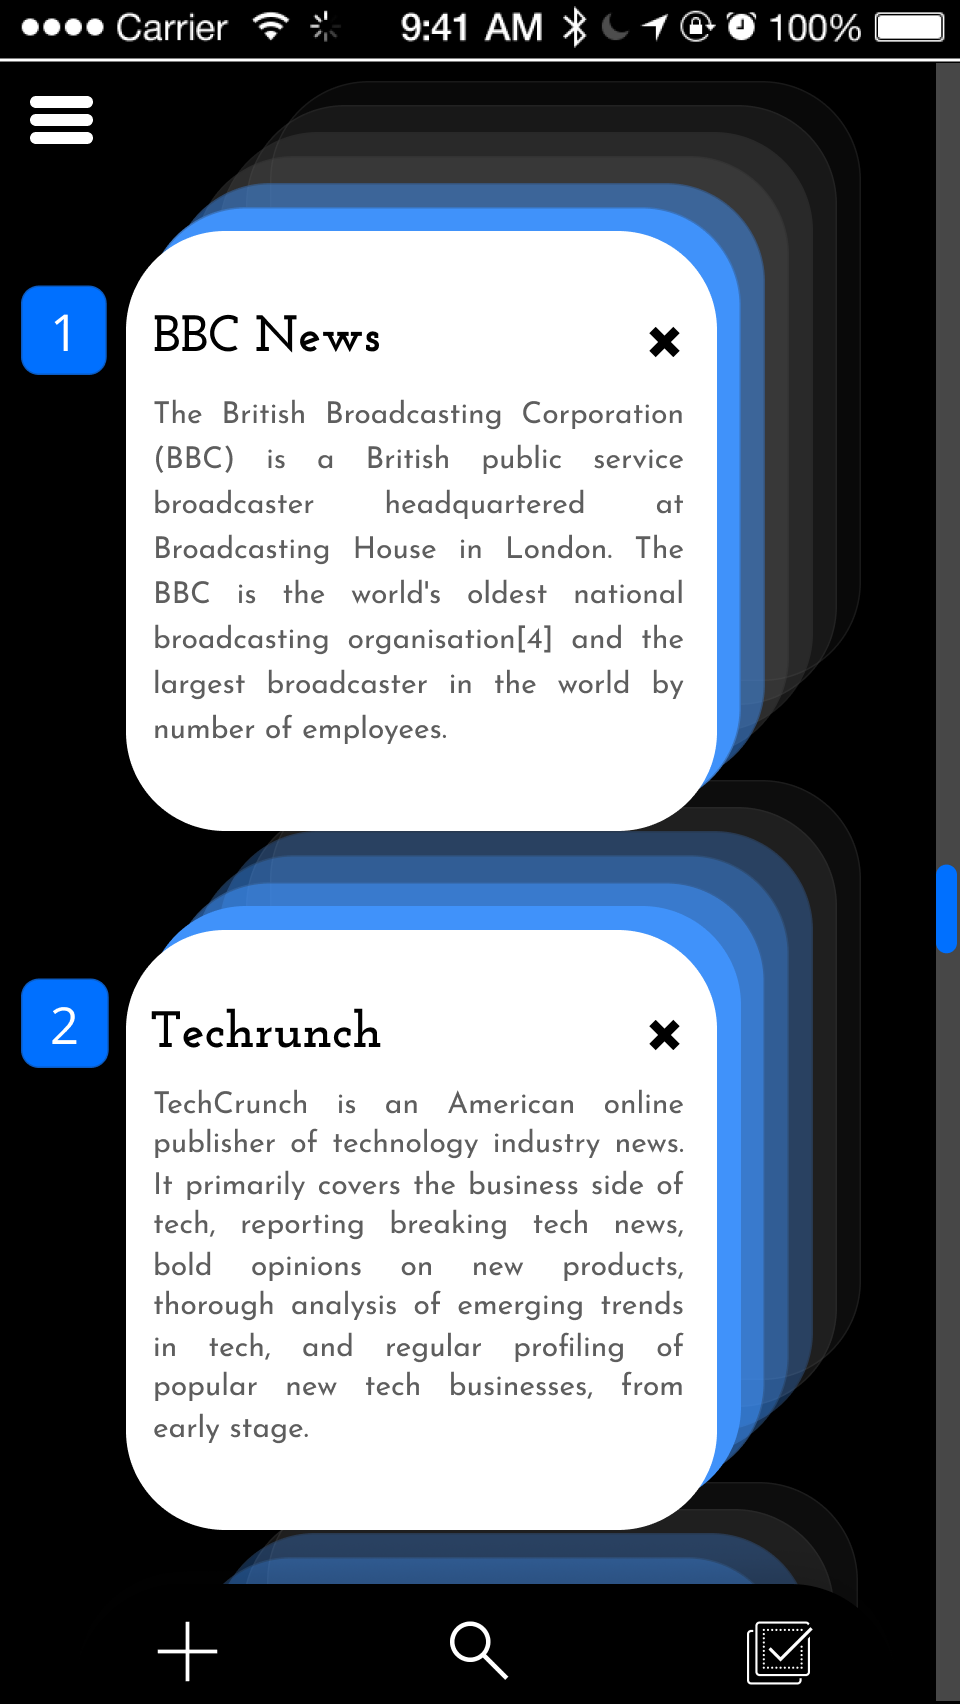 Carrier 9:41 AM 100%
1
BBC News
The British Broadcasting Corporation
(BBC) is a British public service
broadcaster headquartered at
Broadcasting House in London. The
BBC is the world's oldest national
broadcasting organisation[4] and the
largest broadcaster in the world by
number of employees.
2
Techrunch
TechCrunch is an American online
publisher of technology industry news.
It primarily covers the business side of
tech, reporting breaking tech news,
bold opinions on new products,
thorough analysis of emerging trends
in tech, and regular profiling of
popular new tech businesses, from
early stage.